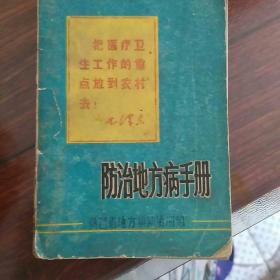 把医疗卫
生工作的重
点放到农村
去！
毛泽东
防治地方病手册